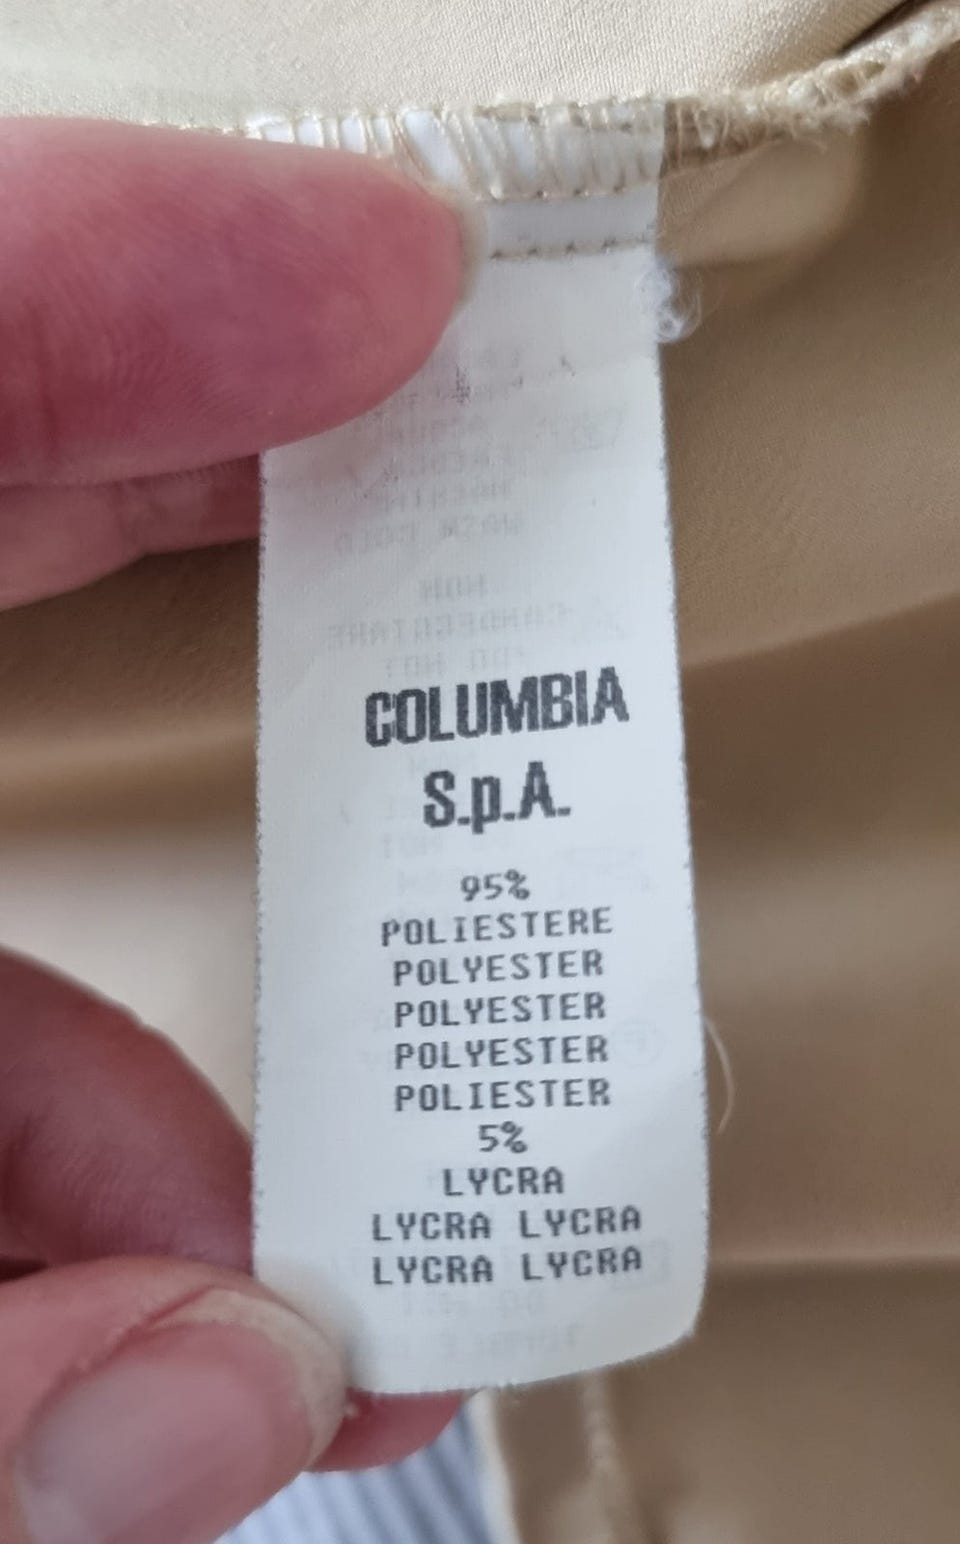 COLUMBIA
S.p.A.
95%
POLIESTERE
POLYESTER
POLYESTER
POLYESTER
POLIESTER
5%
LYCRA
LYCRA LYCRA
LYCRA LYCRA